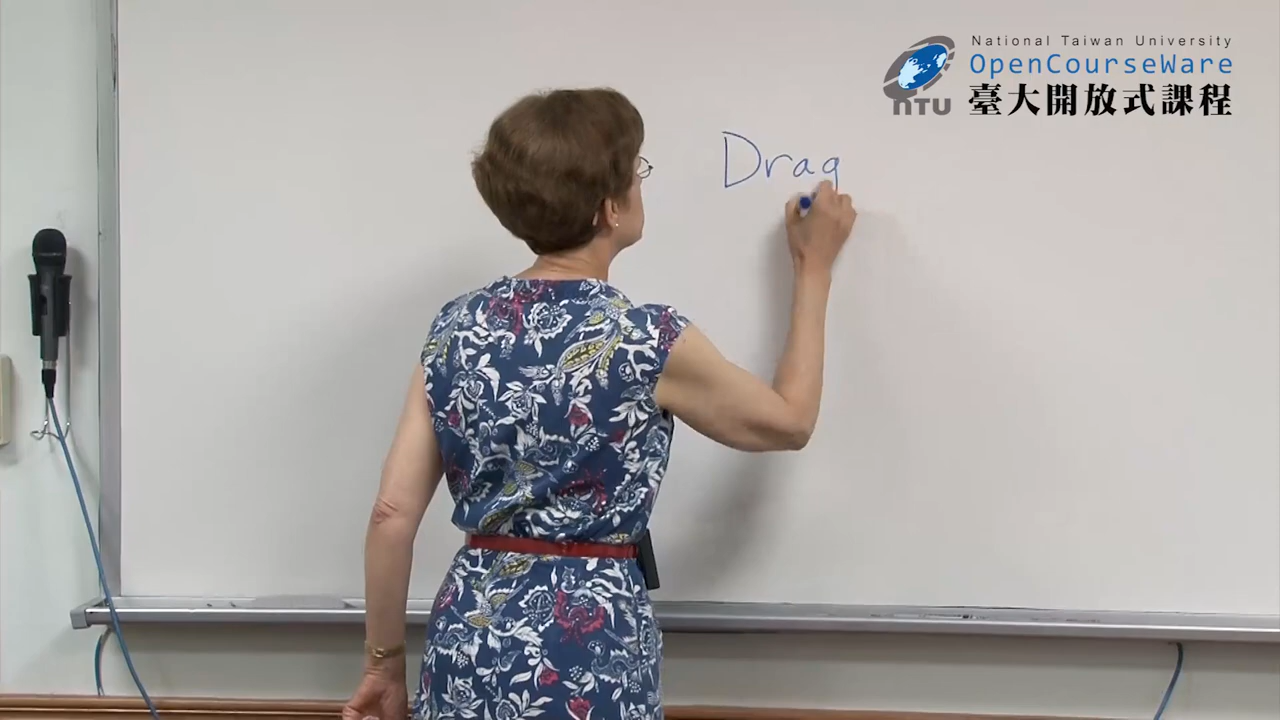 National Taiwan University
OpenCourseWare
臺大開放式課程
NTU
Drag